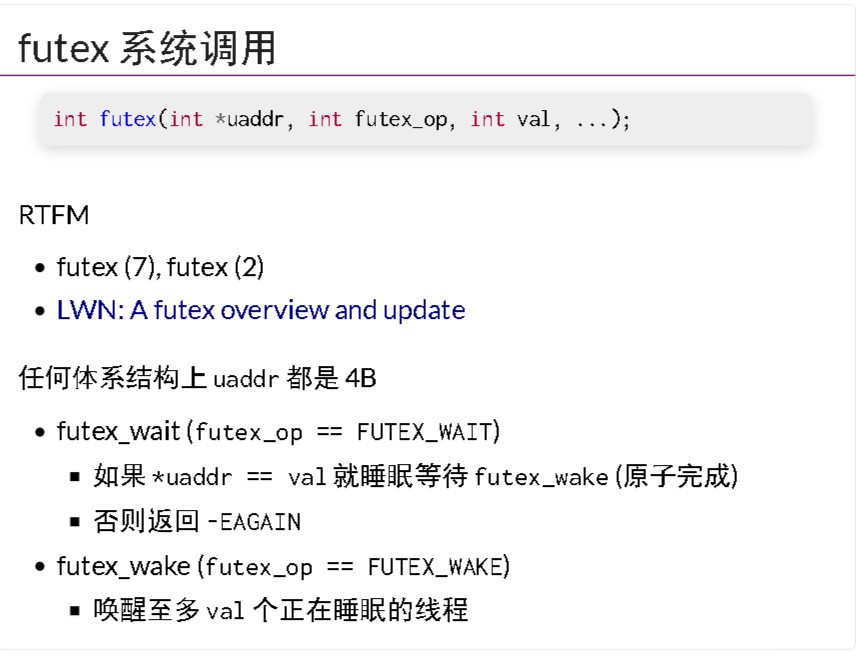 futex 系统调用
int futex(int *uaddr, int futex_op, int val, ...);
RTFM
futex (7), futex (2)
LWN: A futex overview and update
任何体系结构上 uaddr 都是 4B
futex_wait (futex_op == FUTEX_WAIT)
如果 *uaddr == val 就睡眠等待 futex_wake (原子完成)
否则返回 -EAGAIN
futex_wake (futex_op == FUTEX_WAKE)
唤醒至多 val 个正在睡眠的线程